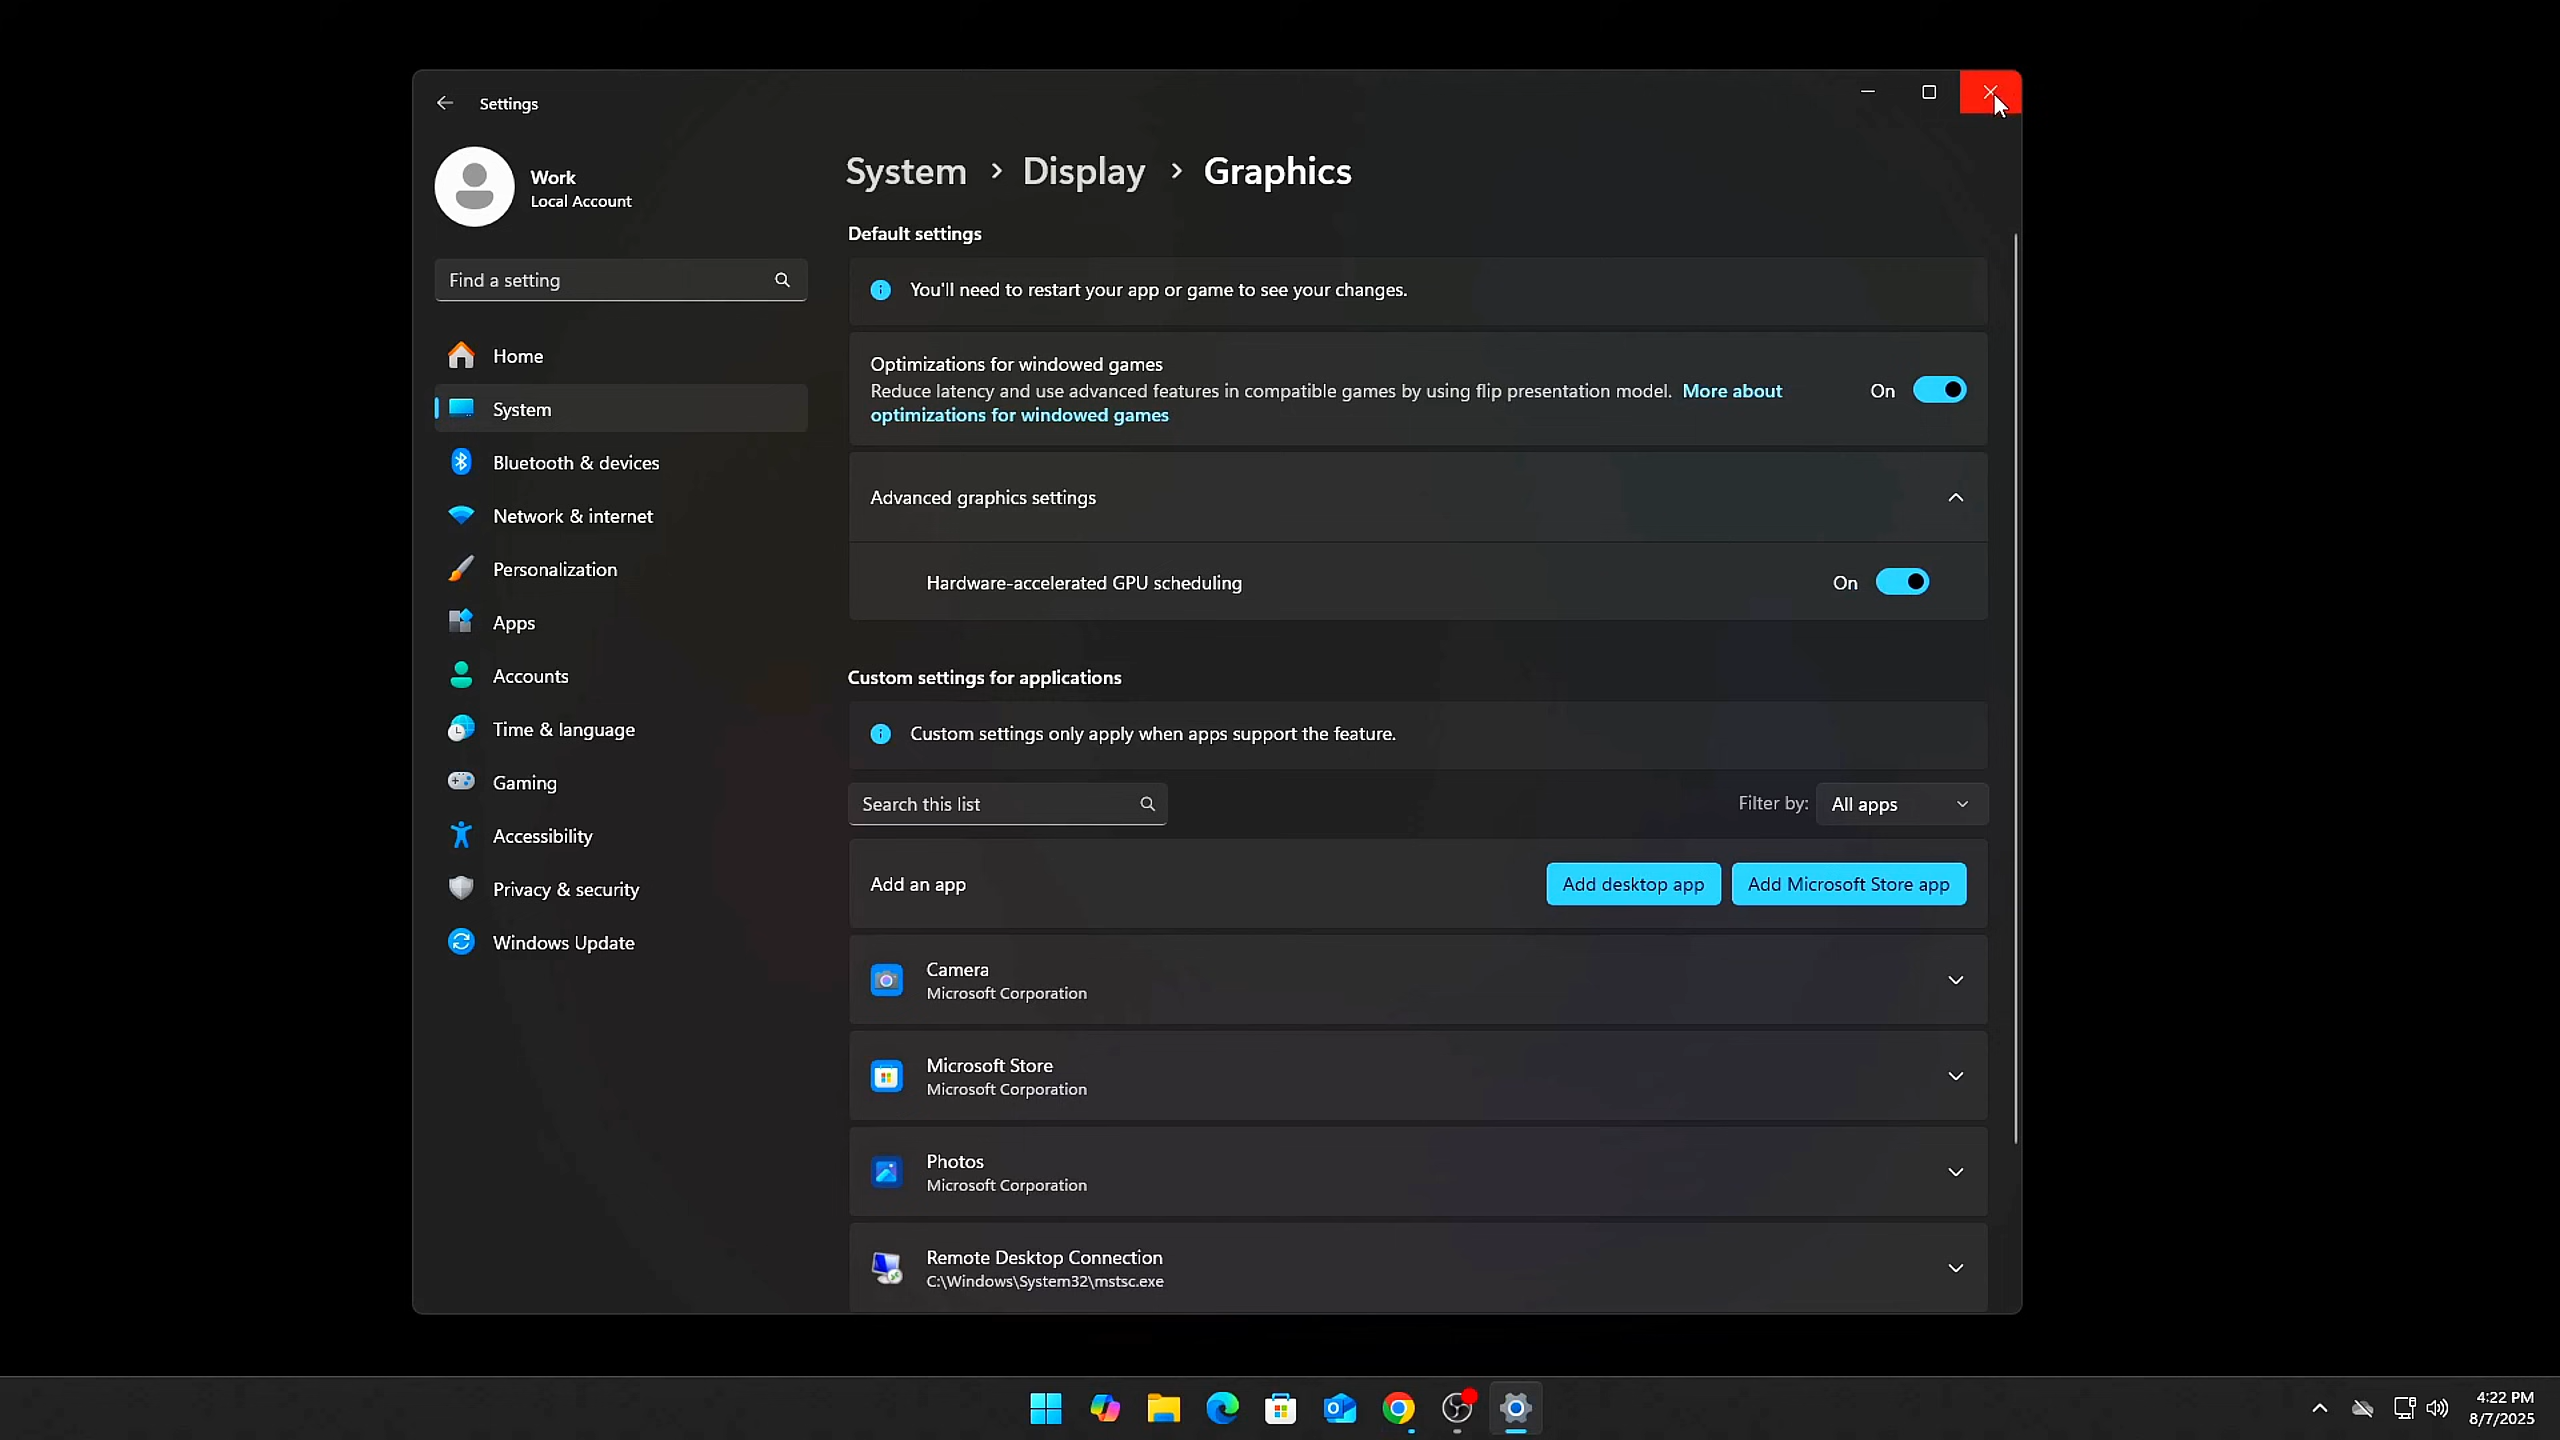 Settings
Work
Local Account
Find a setting
Home
System
Bluetooth & devices
Network & internet
Personalization
Apps
Accounts
Time & language
Gaming
Accessibility
Privacy & security
Windows Update
System > Display > Graphics
Default settings
You'll need to restart your app or game to see your changes.
Optimizations for windowed games
Reduce latency and use advanced features in compatible games by using flip presentation model. More about
optimizations for windowed games
On
Advanced graphics settings
Hardware-accelerated GPU scheduling
On
Custom settings for applications
Custom settings only apply when apps support the feature.
Search this list
Filter by: All apps
Add an app
Add desktop app
Add Microsoft Store app
Camera
Microsoft Corporation
Microsoft Store
Microsoft Corporation
Photos
Microsoft Corporation
Remote Desktop Connection
C:\Windows\System32\mstsc.exe
4:22 PM
8/7/2025